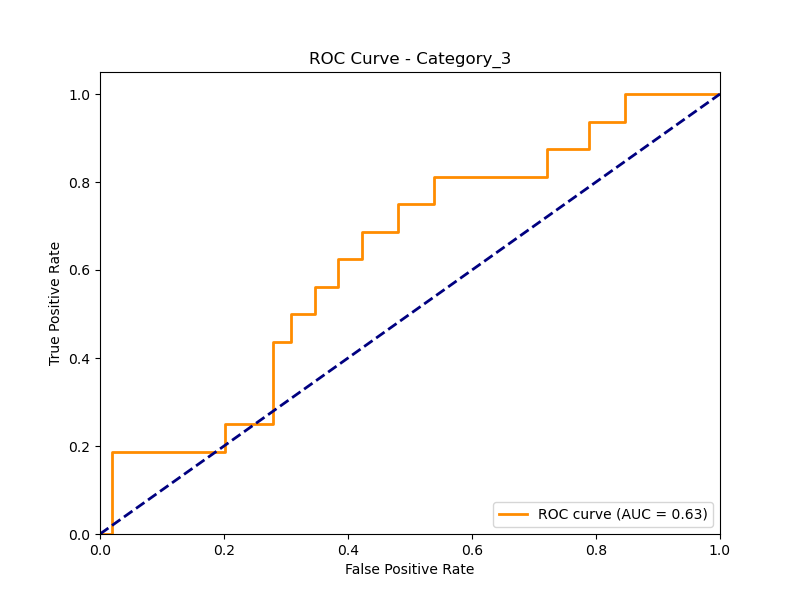 ROC Curve - Category_3
True Positive Rate
1.0
0.8
0.6
0.4
0.2
0.0
0.0 0.2 0.4 0.6 0.8 1.0
False Positive Rate
ROC curve (AUC = 0.63)